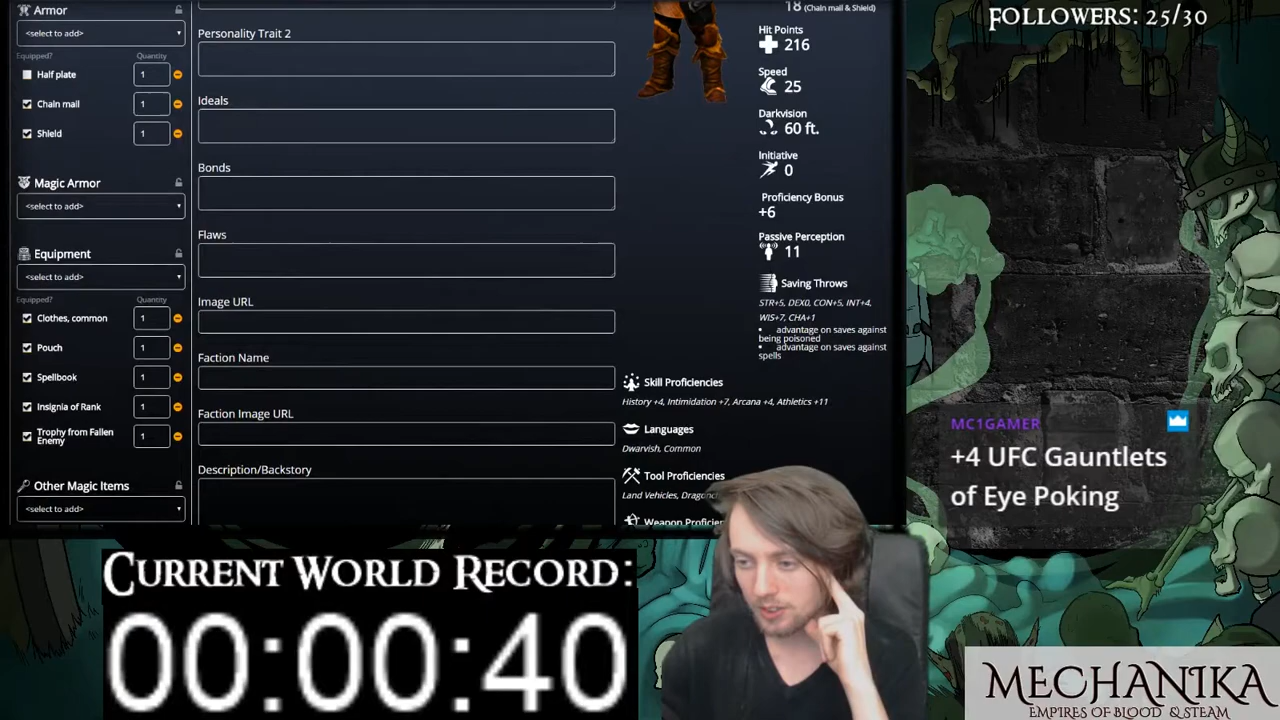 Armor
<select to add>
Equipped?
Quantity
Half plate
1
Chain mail
1
Shield
1
Magic Armor
<select to add>
Equipment
<select to add>
Equipped?
Quantity
Clothes, common
1
Pouch
1
Spellbook
1
Insignia of Rank
1
Trophy from Fallen
Enemy
1
Other Magic Items
<select to add>
Personality Trait 2
Ideals
Bonds
Flaws
Image URL
Faction Name
Faction Image URL
Description/Backstory
18 (Chain mail & Shield)
Hit Points
216
Speed
25
Darkvision
60 ft.
Initiative
0
Proficiency Bonus
+6
Passive Perception
11
Saving Throws
STR+5, DEX0, CON+5, INT+4,
WIS+7, CHA+1
• advantage on saves against
being poisoned
• advantage on saves against
spells
Skill Proficiencies
History +4, Intimidation +7, Arcana +4, Athletics +11
Languages
Dwarvish, Common
Tool Proficiencies
Land Vehicles,
Weapon
Followers: 25/30
MC1GAMER
+4 UFC Gauntlets
of Eye Poking
Current World Record:
00:00:40
MECHANIKA
EMPIRES OF BLOOD & STEAM